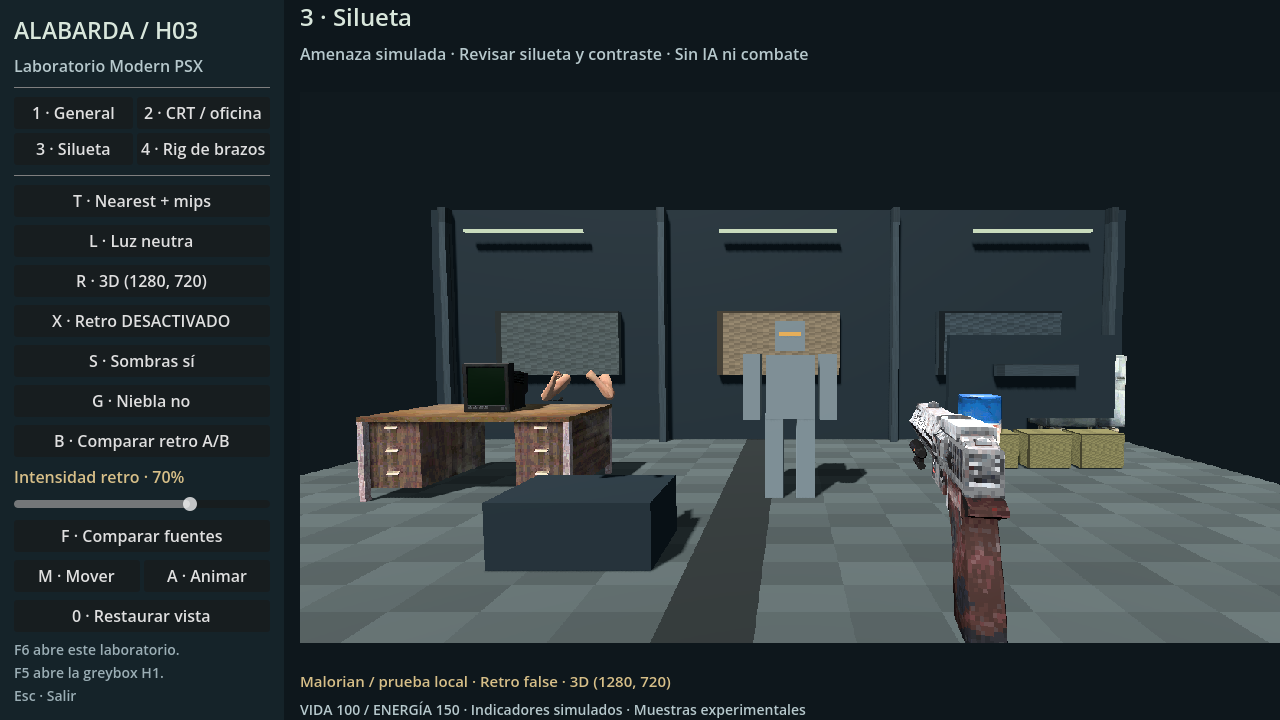 ALABARDA / H03
Laboratorio Modern PSX
1 · General
2 · CRT / oficina
3 · Silueta
4 · Rig de brazos
T · Nearest + mips
L · Luz neutra
R · 3D (1280, 720)
X · Retro DESACTIVADO
S · Sombras sí
G · Niebla no
B · Comparar retro A/B
Intensidad retro · 70%
F · Comparar fuentes
M · Mover
A · Animar
0 · Restaurar vista
F6 abre este laboratorio.
F5 abre la greybox H1.
Esc · Salir
3 · Silueta
Amenaza simulada · Revisar silueta y contraste · Sin IA ni combate
Malorian / prueba local · Retro false · 3D (1280, 720)
VIDA 100 / ENERGÍA 150 · Indicadores simulados · Muestras experimentales